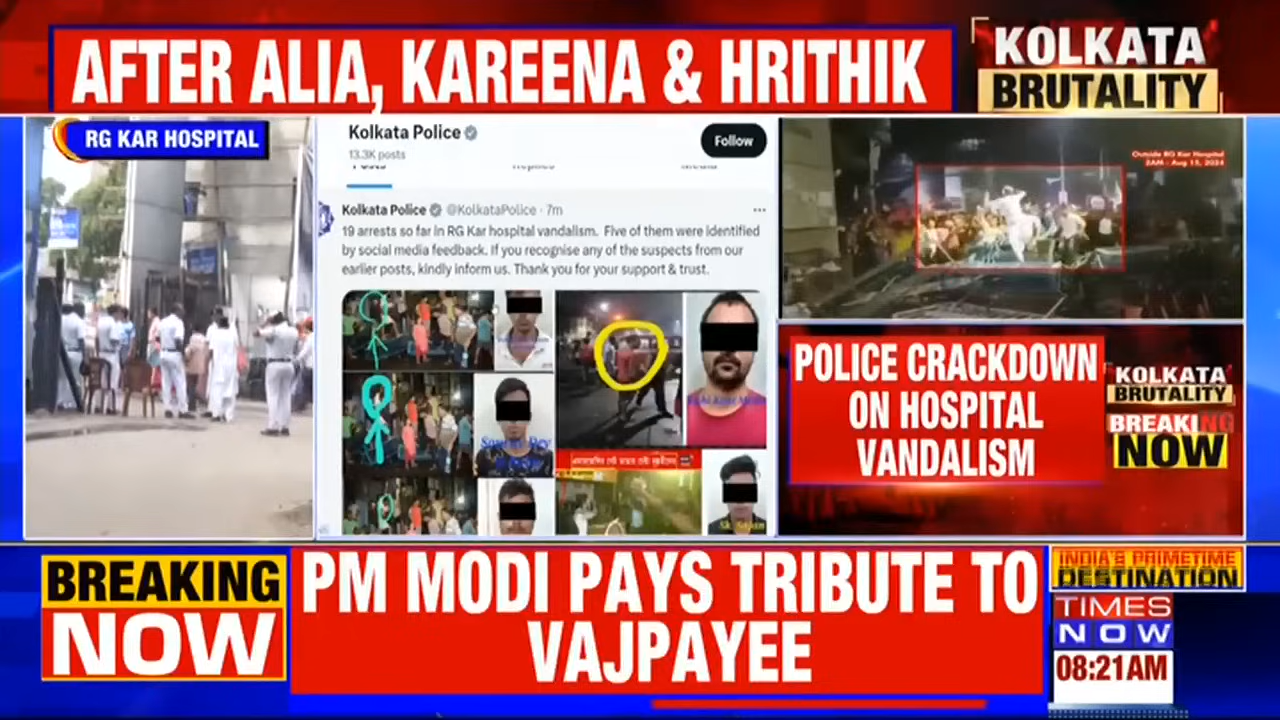 AFTER ALIA, KAREENA & HRITHIK
KOLKATA
BRUTALITY
RG KAR HOSPITAL
Kolkata Police
13.3K posts
Follow
Kolkata Police @KolkataPolice · 7m
19 arrests so far in RG Kar hospital vandalism. Five of them were identified
by social media feedback. If you recognise any of the suspects from our
earlier posts, kindly inform us. Thank you for your support & trust.
Outside RG Kar Hospital
2AM - Aug 15, 2024
POLICE CRACKDOWN
ON HOSPITAL
VANDALISM
KOLKATA
BRUTALITY
BREAKING
NOW
BREAKING
NOW
PM MODI PAYS TRIBUTE TO
VAJPAYEE
INDIA'S PRIMETIME
DESTINATION
TIMES
NOW
08:21AM